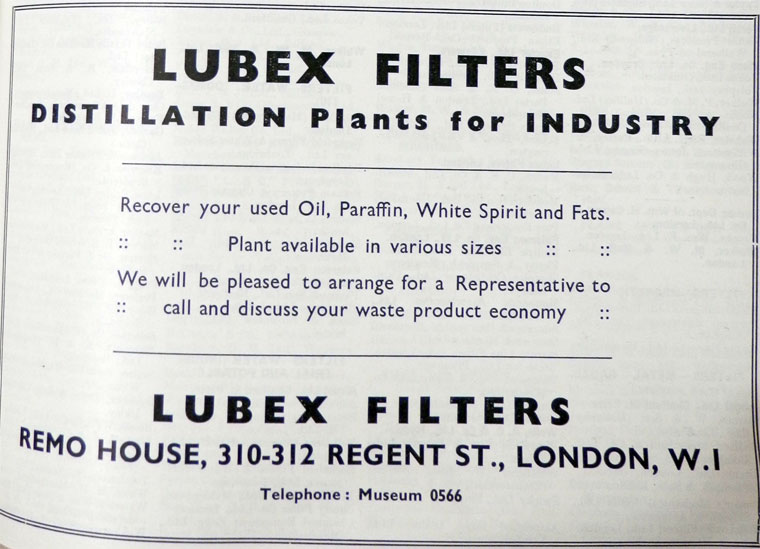 LUBEX FILTERS
DISTILLATION Plants for INDUSTRY
Recover your used Oil, Paraffin, White Spirit and Fats.
:: :: Plant available in various sizes :: ::
We will be pleased to arrange for a Representative to
:: call and discuss your waste product economy ::
LUBEX FILTERS
REMO HOUSE, 310-312 REGENT ST., LONDON, W.1
Telephone: Museum 0566